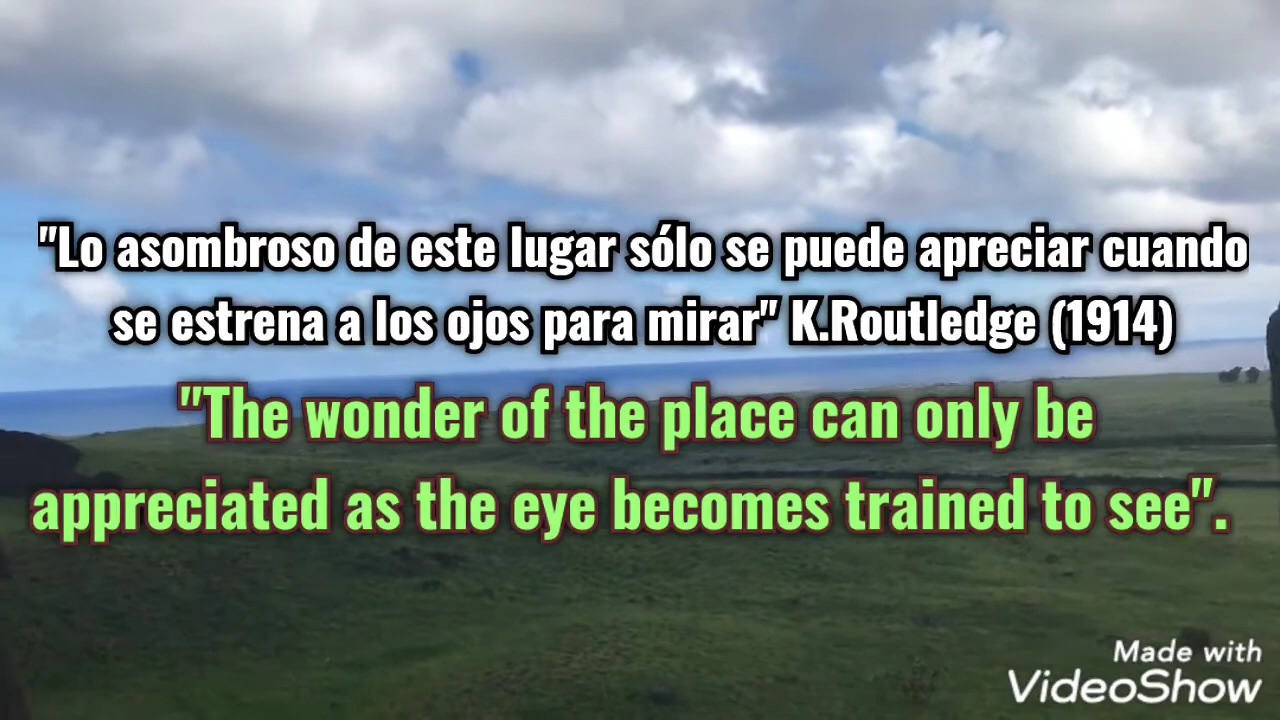 "Lo asombroso de este lugar sólo se puede apreciar cuando
se estrena a los ojos para mirar" K.Routledge (1914)
"The wonder of the place can only be
appreciated as the eye becomes trained to see".
Made with
VideoShow